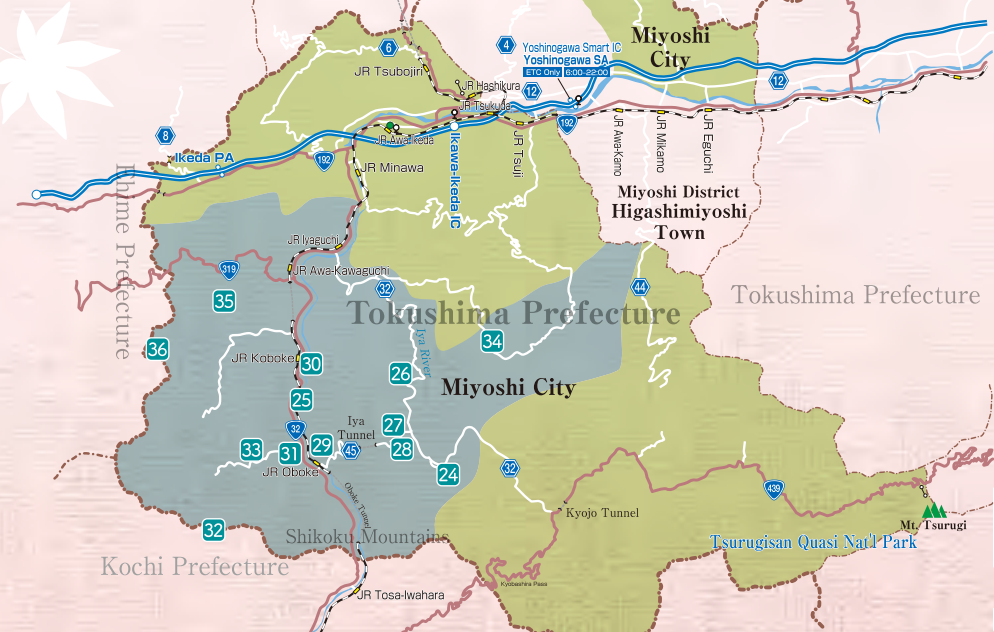 Miyoshi
City
4
6
Yoshinogawa Smart IC
Yoshinogawa SA
ETC Only 6:00-22:00
JR Tsubojiri
12
12
JR Hashikura
JR Tsukuda
8
192
JR Awa-Ikeda
Ikeda PA
192
JR Minawa
Ikawa-Ikeda IC
JR Tsuji
JR Awa-Kamo
JR Mikamo
JR Eguchi
Miyoshi District
Higashimiyoshi
Town
Ehime Prefecture
JR Iyaguchi
319
JR Awa-Kawaguchi
32
44
Tokushima Prefecture
35
Tokushima Prefecture
Iya River
34
36
JR Koboke
30
26
Miyoshi City
25
Iya
Tunnel
27
32
33
31
29
45
28
24
JR Oboke
32
439
Oboke Tunnel
Kyojo Tunnel
Mt. Tsurugi
32
Shikoku Mountains
Tsurugisan Quasi Nat'l Park
Kochi Prefecture
Kyobashira Pass
JR Tosa-Iwahara